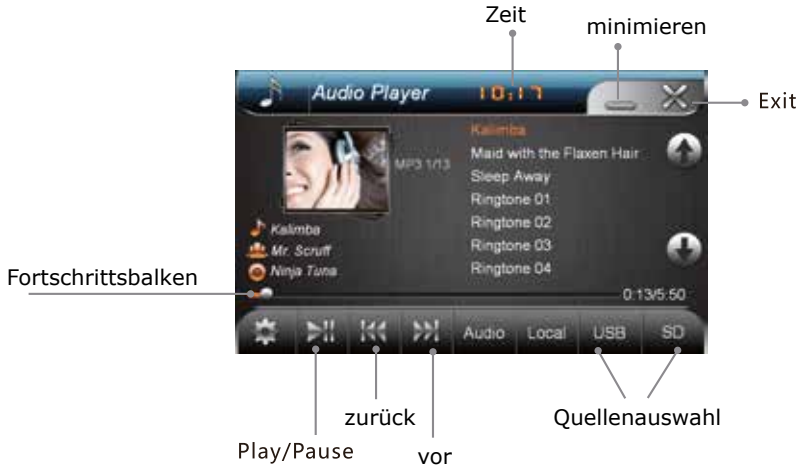 Zeit
minimieren
Audio Player
10:17
Exit
Kalimba
MP3 1/13
Maid with the Flaxen Hair
Sleep Away
Ringtone 01
Ringtone 02
Ringtone 03
Ringtone 04
Kalimba
Mr. Scruff
Ninja Tuna
Fortschrittsbalken
0:13/5:50
Audio Local USB SD
zurück
Quellenauswahl
Play/Pause
vor